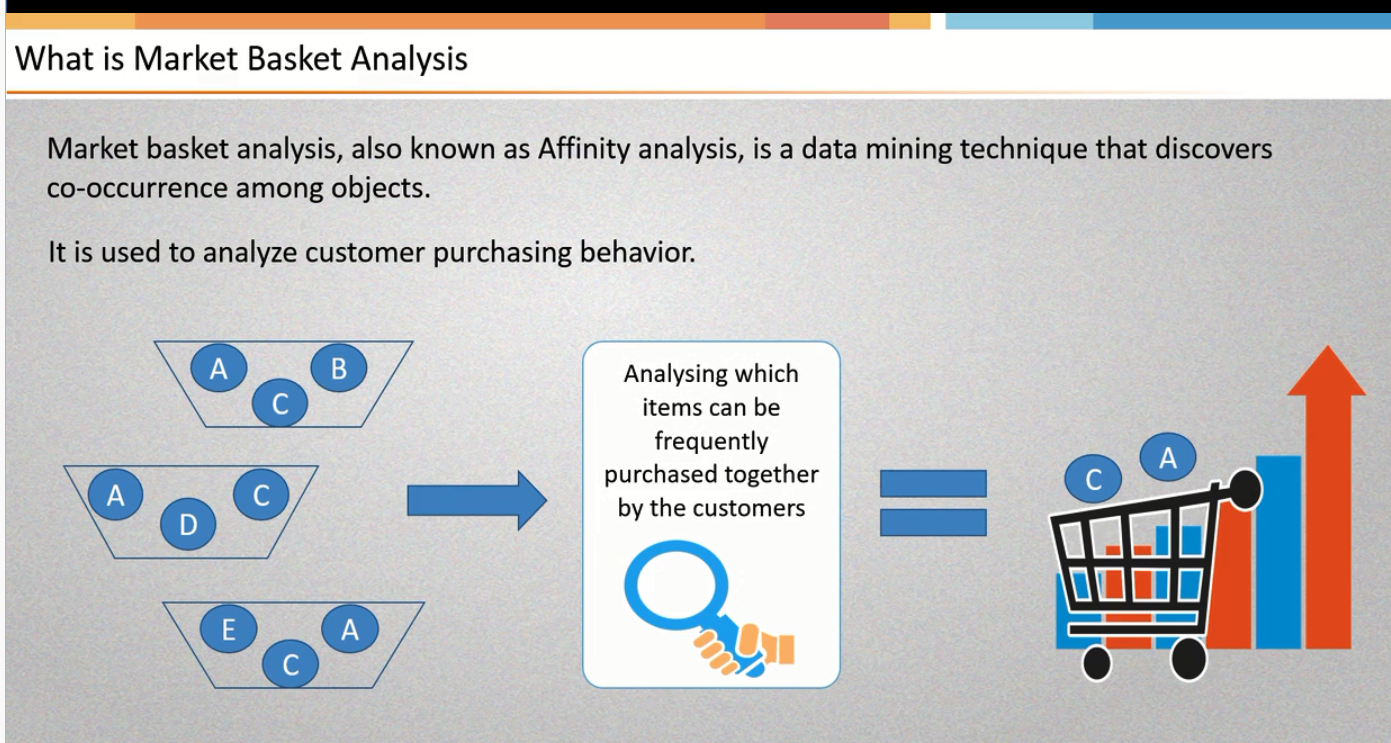 What is Market Basket Analysis
Market basket analysis, also known as Affinity analysis, is a data mining technique that discovers
co-occurrence among objects.
It is used to analyze customer purchasing behavior.
A B
C
A C
D
E A
C
Analysing which
items can be
frequently
purchased together
by the customers
C A